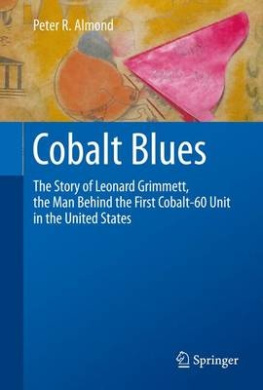 Peter R. Almond
Cobalt Blues
The Story of Leonard Grimmett,
the Man Behind the First Cobalt-60 Unit
in the United States
Springer